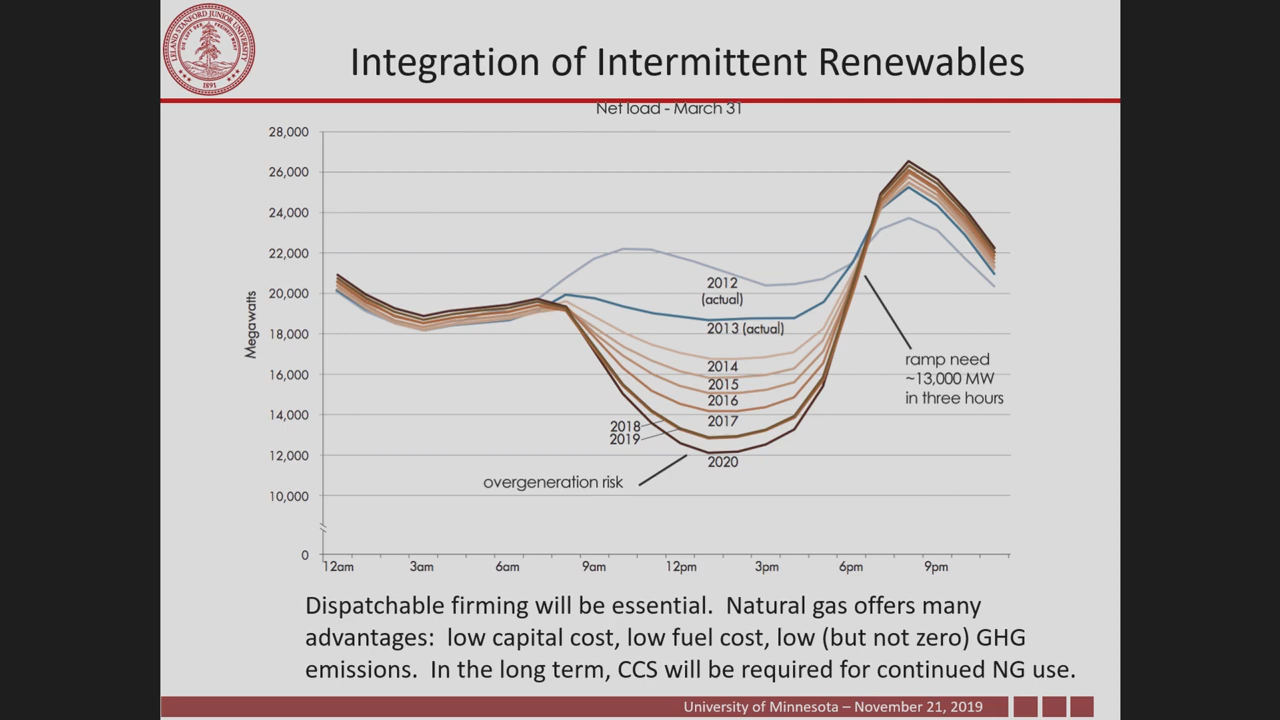 LELAND STANFORD JUNIOR UNIVERSITY
1891
Integration of Intermittent Renewables
Net load - March 31
Megawatts
28,000
26,000
24,000
22,000
20,000
18,000
16,000
14,000
12,000
10,000
0
2012
(actual)
2013 (actual)
2014
2015
2016
2017
2018
2019
2020
ramp need
~13,000 MW
in three hours
overgeneration risk
12am 3am 6am 9am 12pm 3pm 6pm 9pm
Dispatchable firming will be essential. Natural gas offers many
advantages: low capital cost, low fuel cost, low (but not zero) GHG
emissions. In the long term, CCS will be required for continued NG use.
University of Minnesota – November 21, 2019